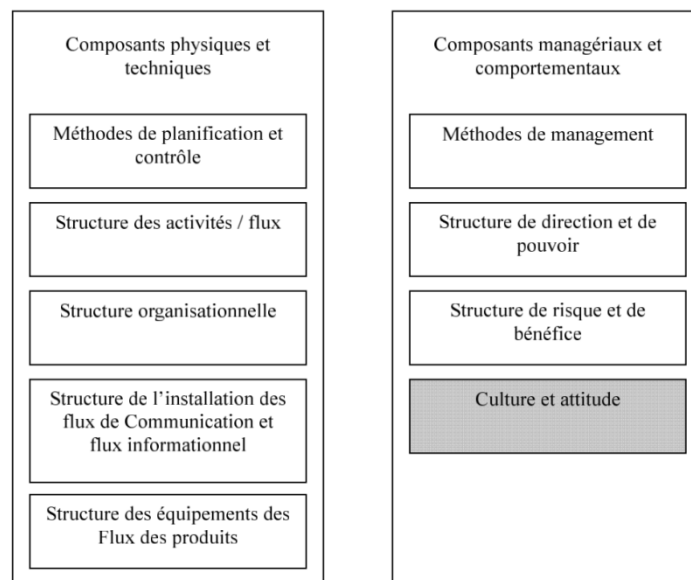 Composants physiques et
techniques
Méthodes de planification et
contrôle
Structure des activités / flux
Structure organisationnelle
Structure de l’installation des
flux de Communication et
flux informationnel
Structure des équipements des
Flux des produits
Composants managériaux et
comportementaux
Méthodes de management
Structure de direction et de
pouvoir
Structure de risque et de
bénéfice
Culture et attitude